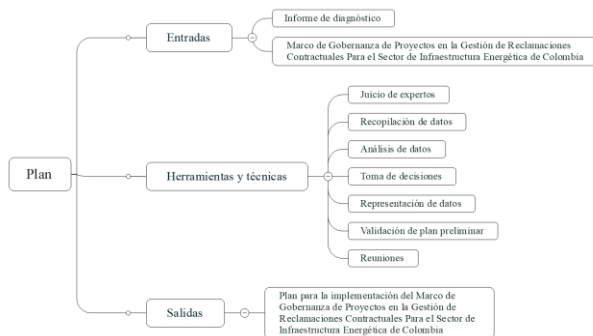 Plan
Entradas
Informe de diagnóstico
Marco de Gobernanza de Proyectos en la Gestión de Reclamaciones
Contractuales Para el Sector de Infraestructura Energética de Colombia
Herramientas y técnicas
Juicio de expertos
Recopilación de datos
Análisis de datos
Toma de decisiones
Representación de datos
Validación de plan preliminar
Reuniones
Salidas
Plan para la implementación del Marco de
Gobernanza de Proyectos en la Gestión de
Reclamaciones Contractuales Para el Sector de
Infraestructura Energética de Colombia